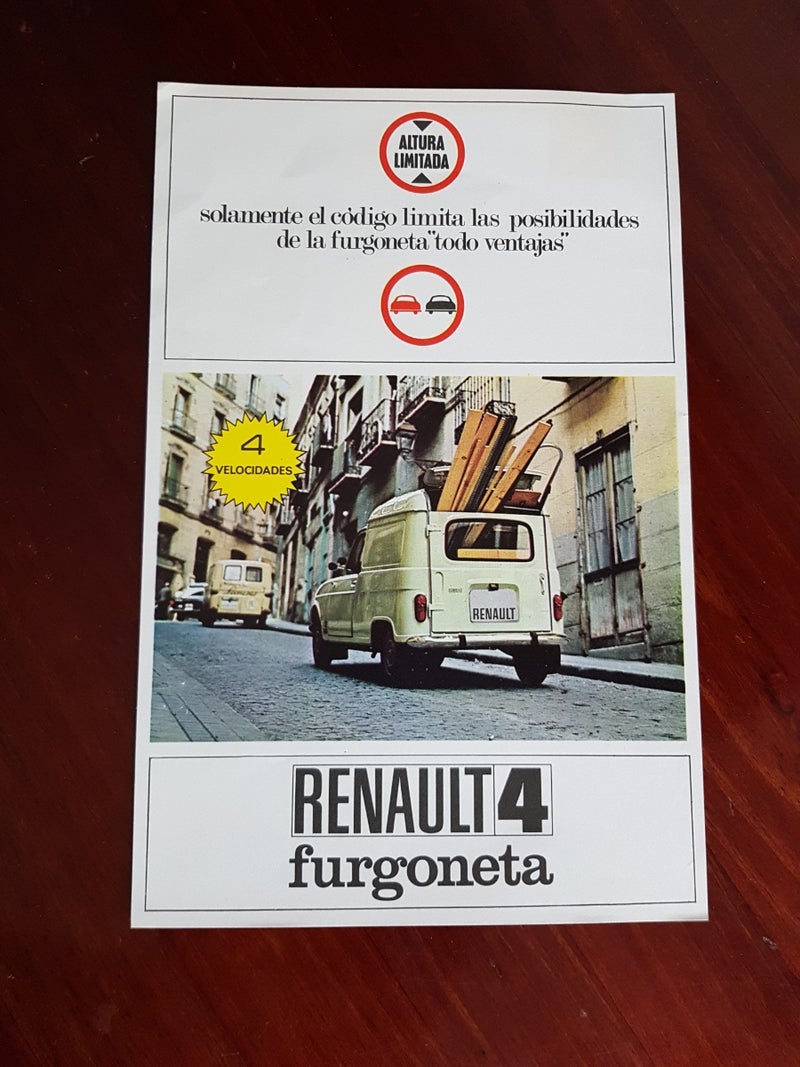 ALTURA
LIMITADA
solamente el código limita las posibilidades
de la furgoneta "todo ventajas"
4
VELOCIDADES
RENAULT
RENAULT 4
furgoneta